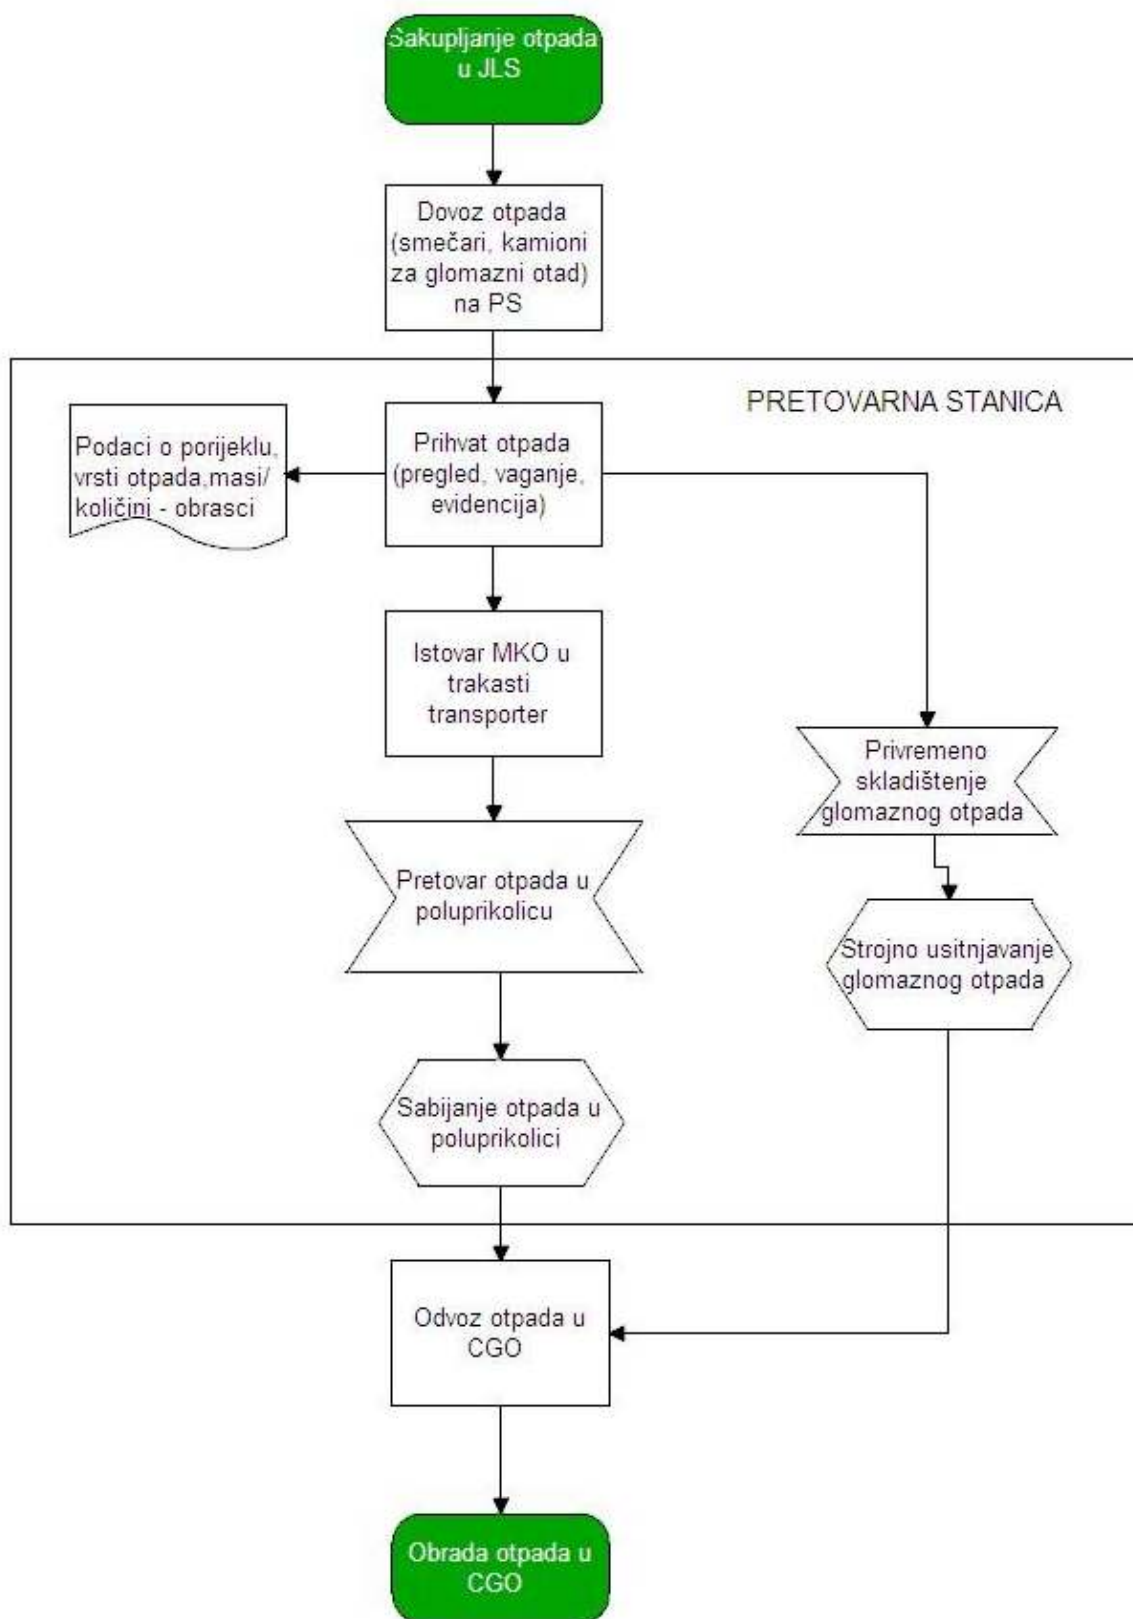 Sakupljanje otpada
u JLS
Dovoz otpada
(smečari, kamioni
za glomazni otad)
na PS
PRETOVARNA STANICA
Podaci o porijeklu,
vrsti otpada,masi/
količini - obrasci
Prihvat otpada
(pregled, vaganje,
evidencija)
Istovar MKO u
trakasti
transporter
Privremeno
skladištenje
glomaznog otpada
Pretovar otpada u
poluprikolicu
Strojno usitnjavanje
glomaznog otpada
Sabijanje otpada u
poluprikolici
Odvoz otpada u
CGO
Obrada otpada u
CGO